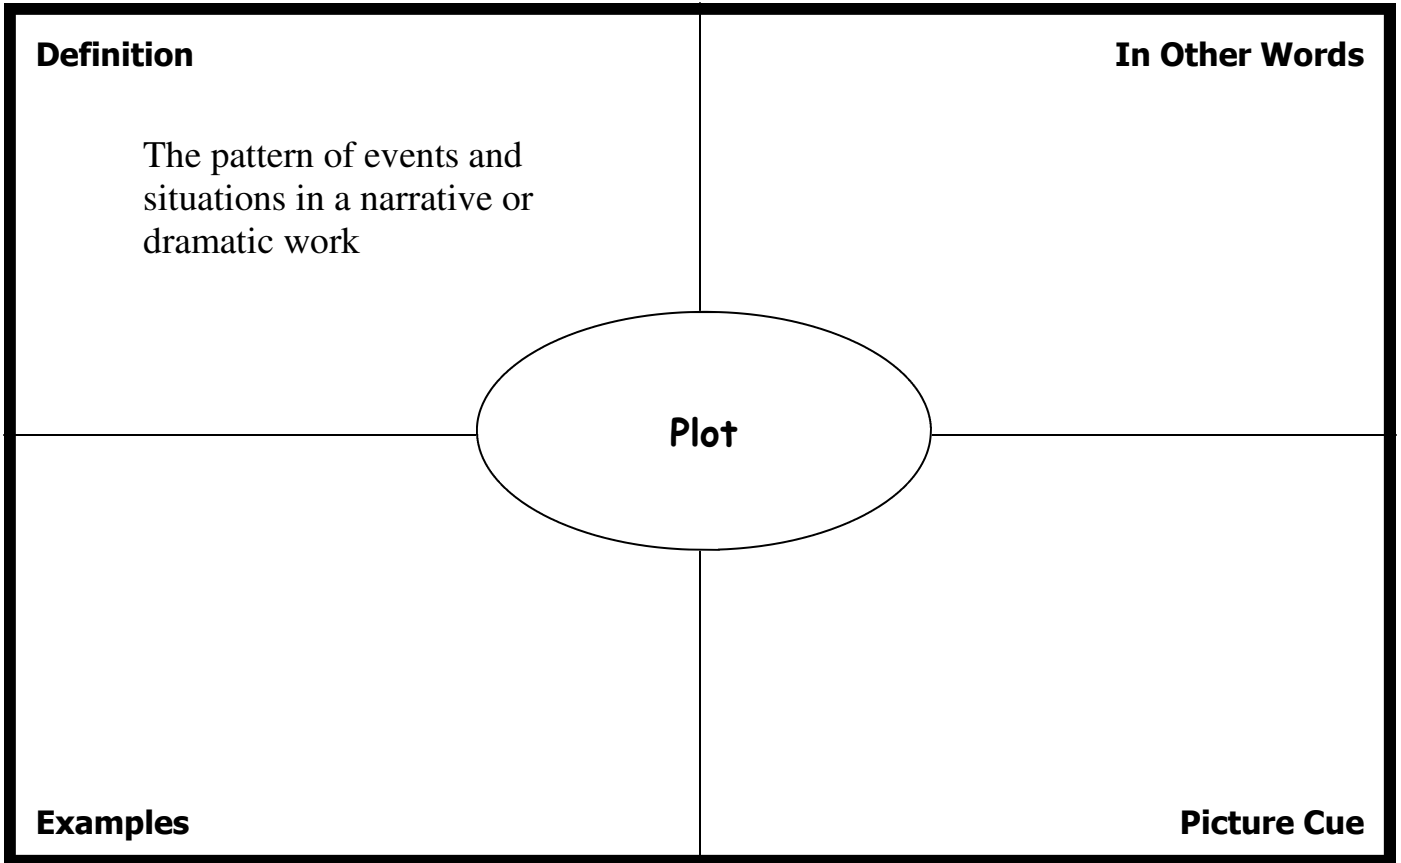 Definition
In Other Words
The pattern of events and
situations in a narrative or
dramatic work
Plot
Examples
Picture Cue